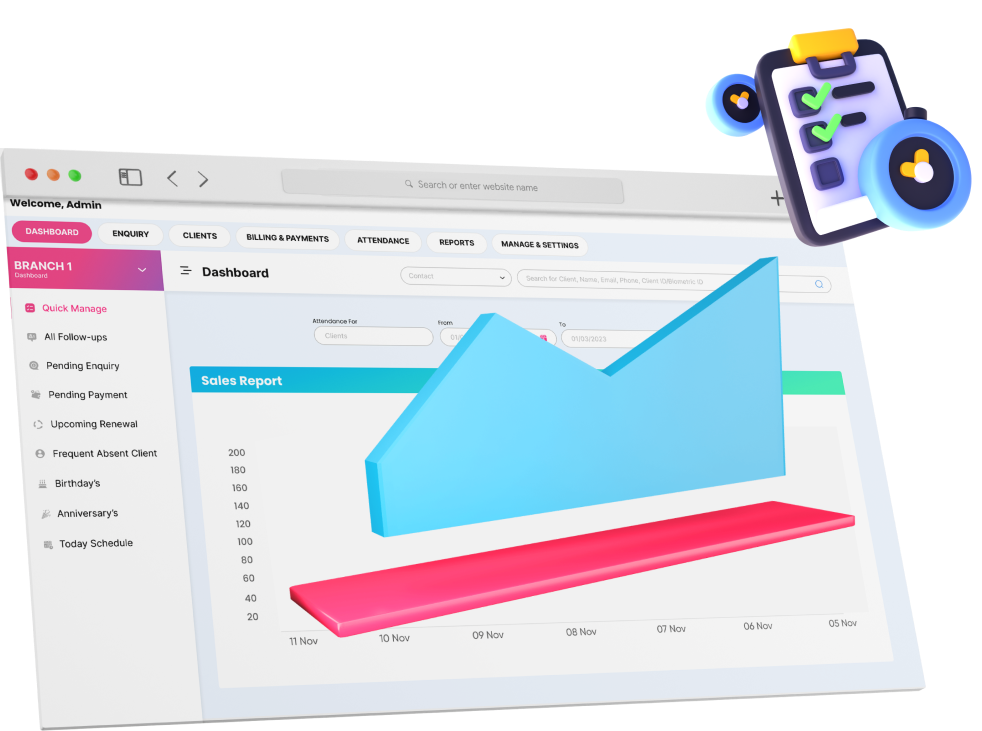 Search or enter website name
Welcome, Admin
DASHBOARD
ENQUIRY
CLIENTS
BILLING & PAYMENTS
ATTENDANCE
REPORTS
MANAGE & SETTINGS
BRANCH 1
Dashboard
Dashboard
Contact
Search for Client, Name, Email, Phone, Client ID(Biometric ID)
Quick Manage
All Follow-ups
Pending Enquiry
Pending Payment
Upcoming Renewal
Frequent Absent Client
Birthday's
Anniversary's
Today Schedule
Attendance For
From
To
Clients
01/03/2023
Sales Report
200
180
160
140
120
100
80
60
40
20
11 Nov
10 Nov
09 Nov
08 Nov
07 Nov
06 Nov
05 Nov